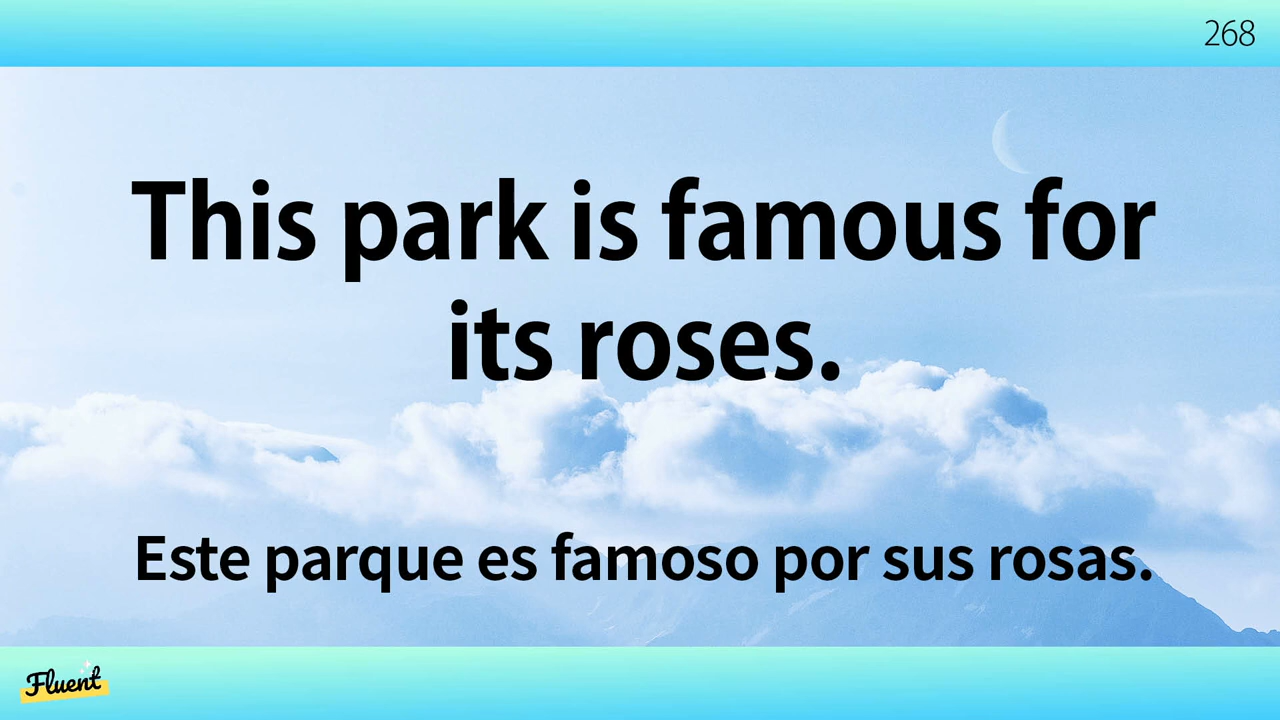 268
This park is famous for
its roses.
Este parque es famoso por sus rosas.
Fluent